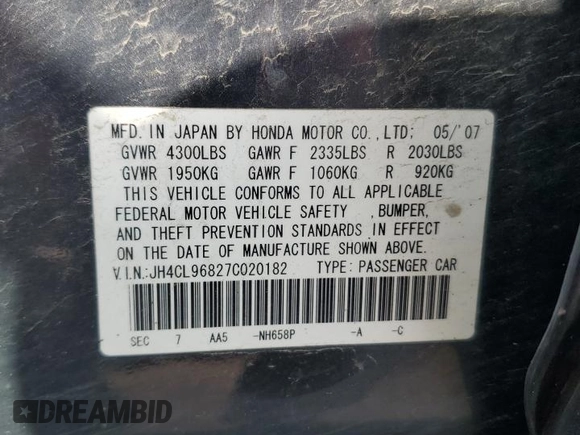 MFD. IN JAPAN BY HONDA MOTOR CO., LTD: 05/'07
GVWR 4300LBS GAWR F 2335LBS R 2030LBS
GVWR 1950KG GAWR F 1060KG R 920KG
THIS VEHICLE CONFORMS TO ALL APPLICABLE
FEDERAL MOTOR VEHICLE SAFETY , BUMPER,
AND THEFT PREVENTION STANDARDS IN EFFECT
ON THE DATE OF MANUFACTURE SHOWN ABOVE.
V.I.N.:JH4CL96827C020182 TYPE: PASSENGER CAR
SEC 7 AA5 -NH658P -A -C
DREAMBID